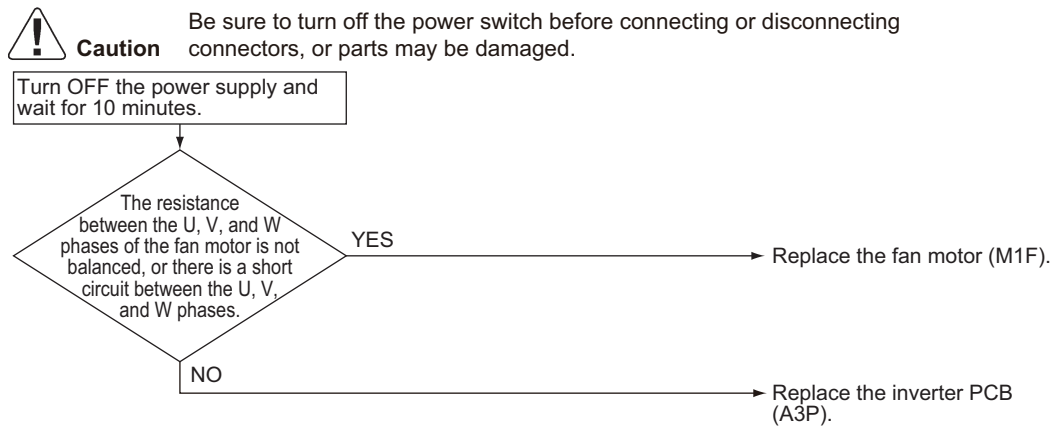 Be sure to turn off the power switch before connecting or disconnecting
Caution connectors, or parts may be damaged.
Turn OFF the power supply and
wait for 10 minutes.
The resistance
between the U, V, and W
phases of the fan motor is not
balanced, or there is a short
circuit between the U, V,
and W phases.
YES
Replace the fan motor (M1F).
NO
Replace the inverter PCB
(A3P).